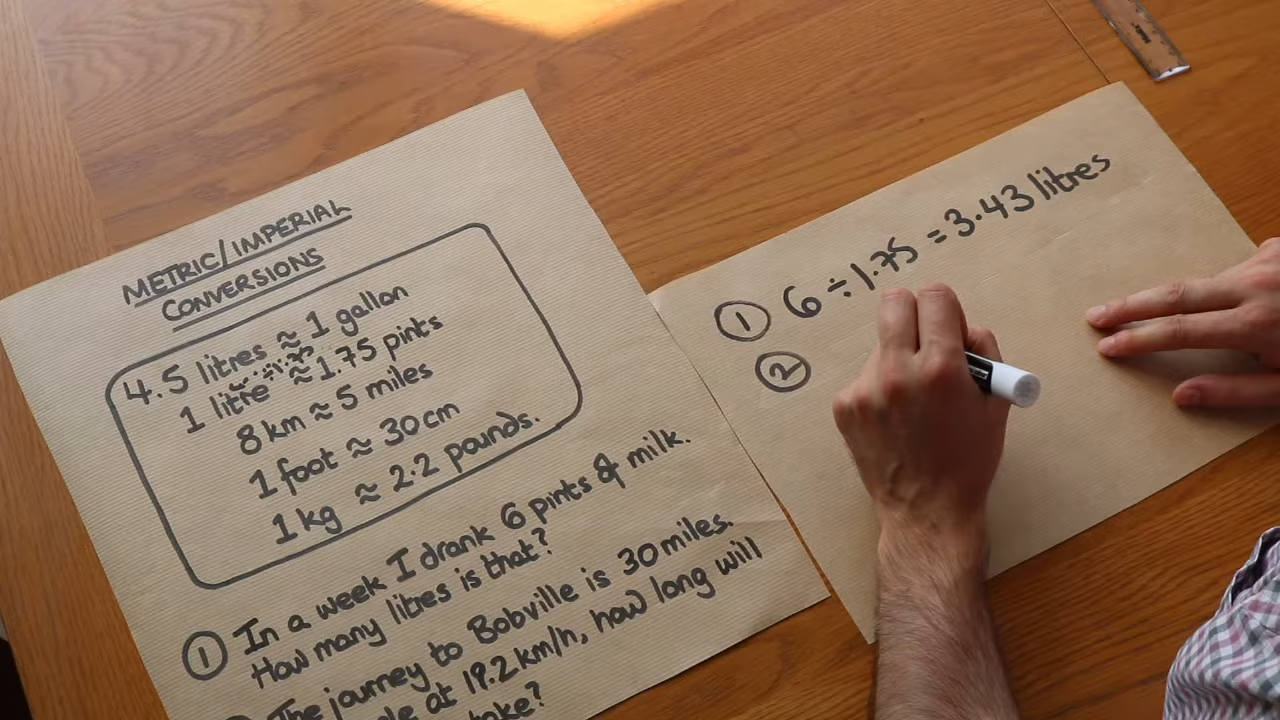 METRIC/IMPERIAL
CONVERSIONS
4.5 litres ≈ 1 gallon
1 litre ≈ 1.75 pints
8 km ≈ 5 miles
1 foot ≈ 30cm
1 kg ≈ 2.2 pounds.
① In a week I drank 6 pints of milk.
How many litres is that?
The journey to Bobville is 30 miles.
at 19.2 km/h, how long will
take?
① 6 ÷ 1.75 = 3.43 litres
②